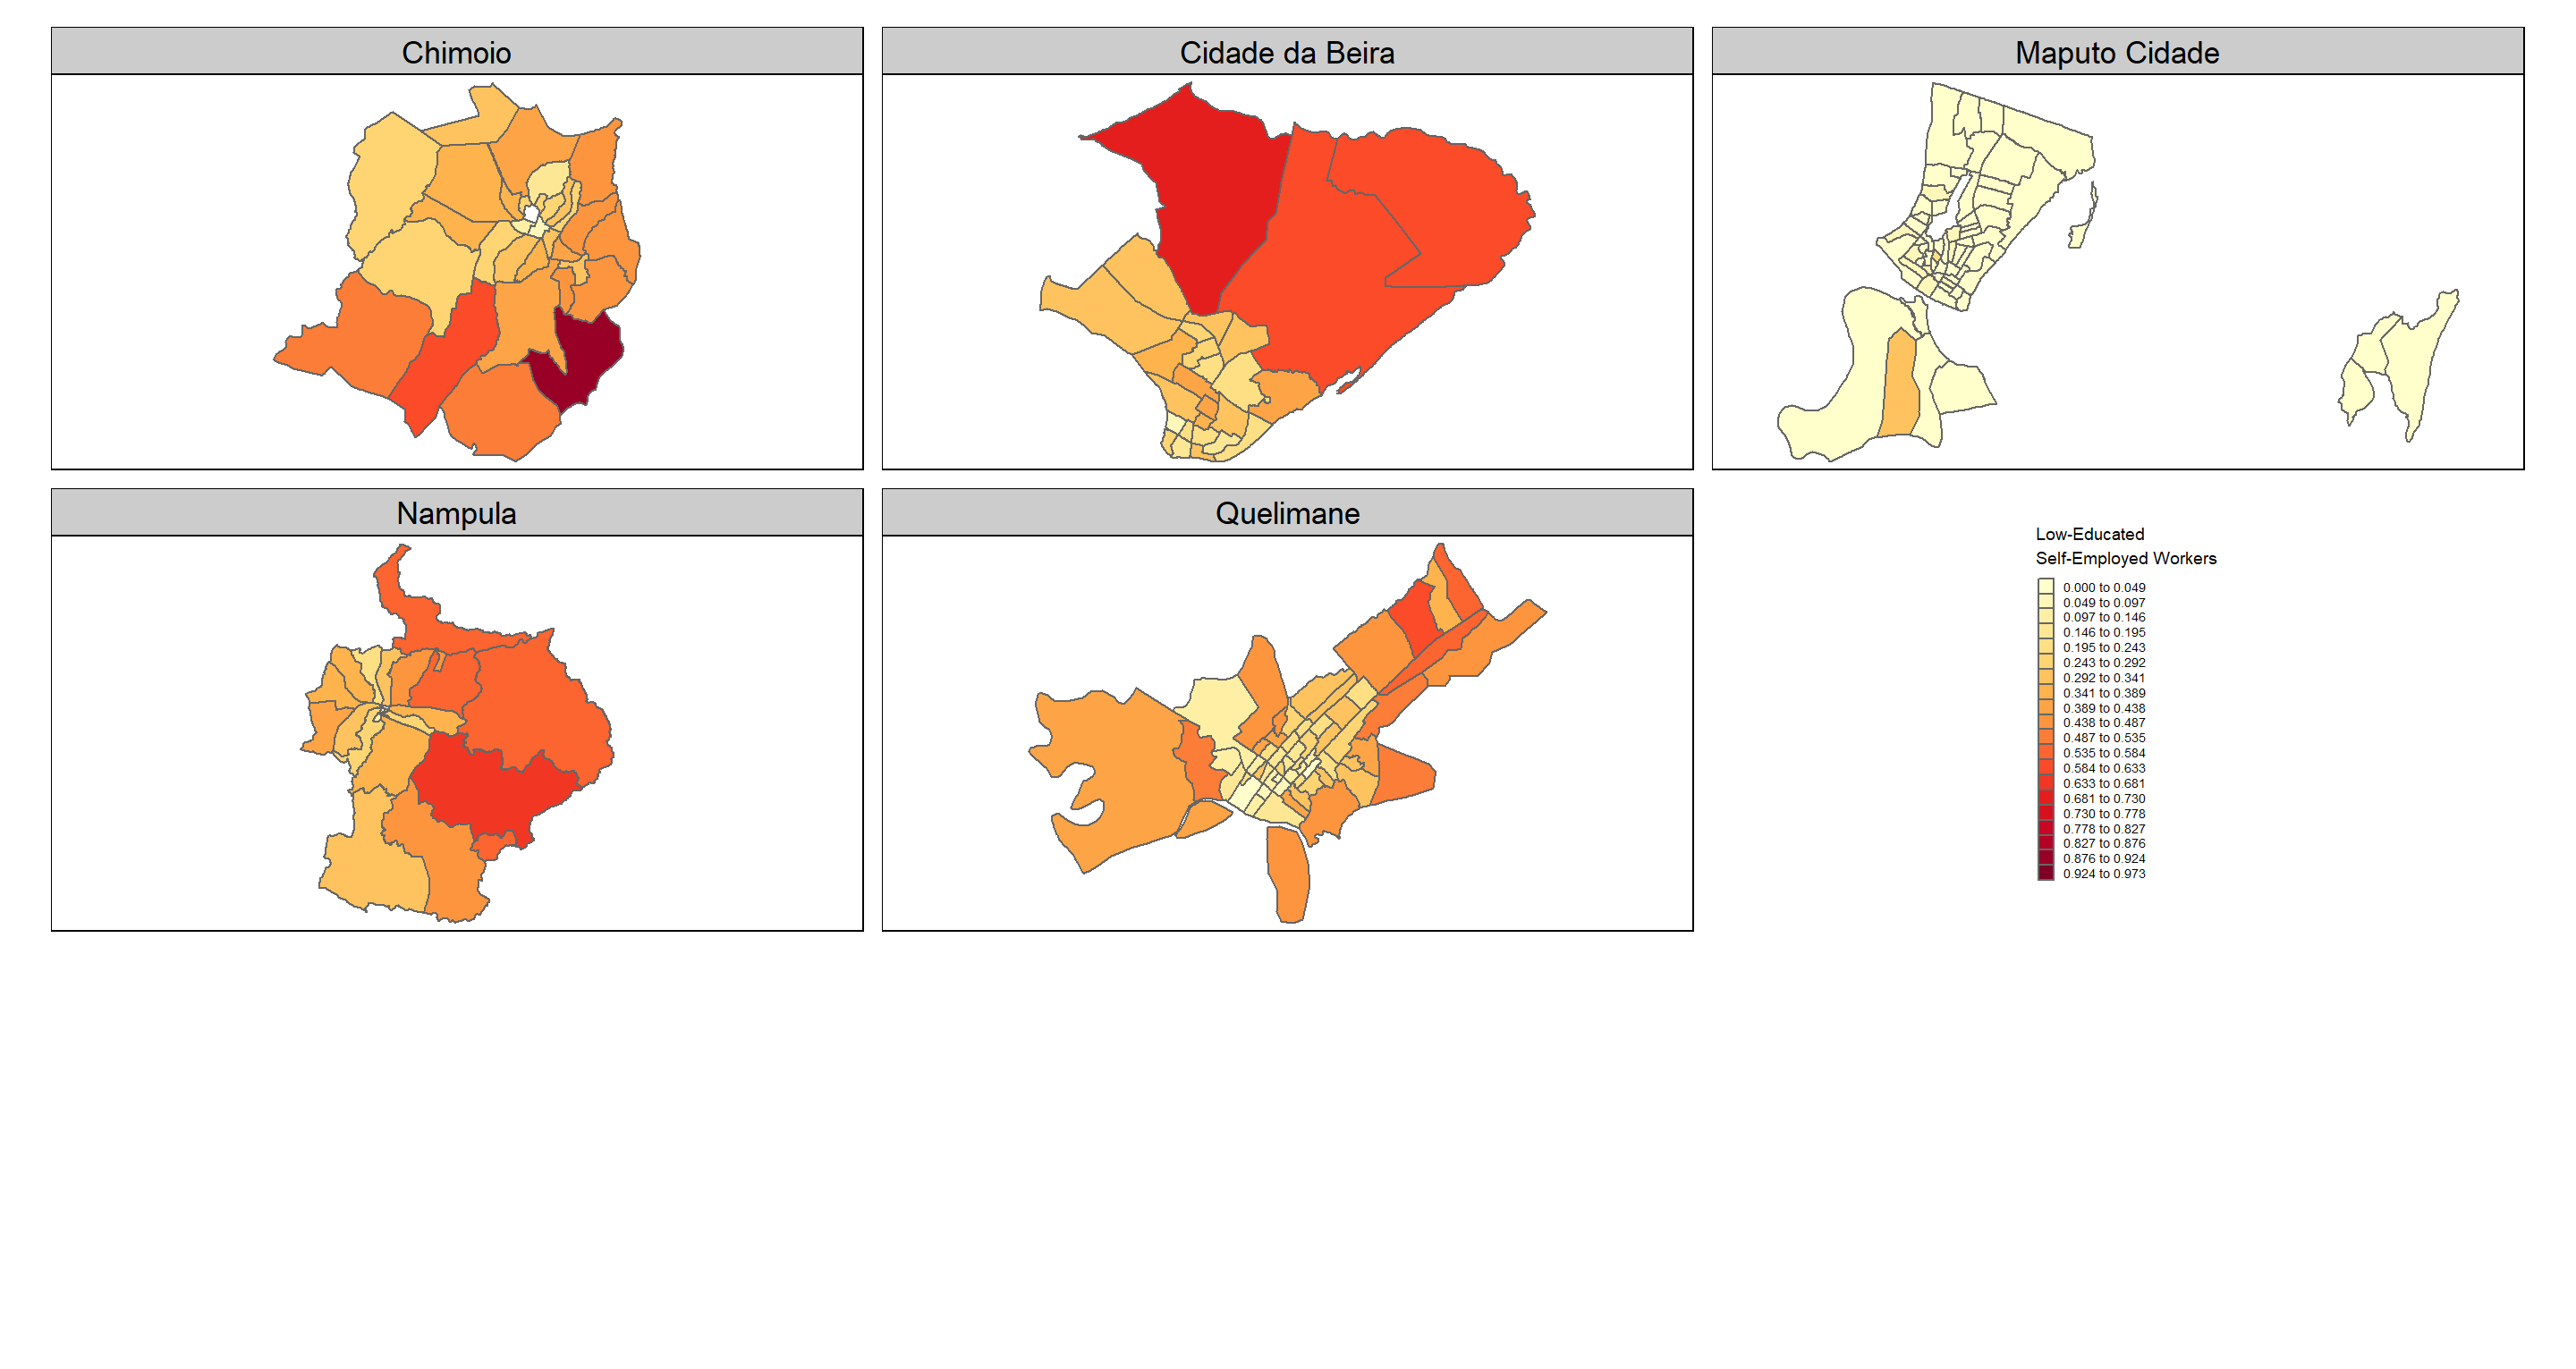 Chimoio
Cidade da Beira
Maputo Cidade
Nampula
Quelimane
Low-Educated
Self-Employed Workers
0.000 to 0.049
0.049 to 0.097
0.097 to 0.146
0.146 to 0.195
0.195 to 0.243
0.243 to 0.292
0.292 to 0.341
0.341 to 0.389
0.389 to 0.438
0.438 to 0.487
0.487 to 0.535
0.535 to 0.584
0.584 to 0.633
0.633 to 0.681
0.681 to 0.730
0.730 to 0.778
0.778 to 0.827
0.827 to 0.876
0.876 to 0.924
0.924 to 0.973